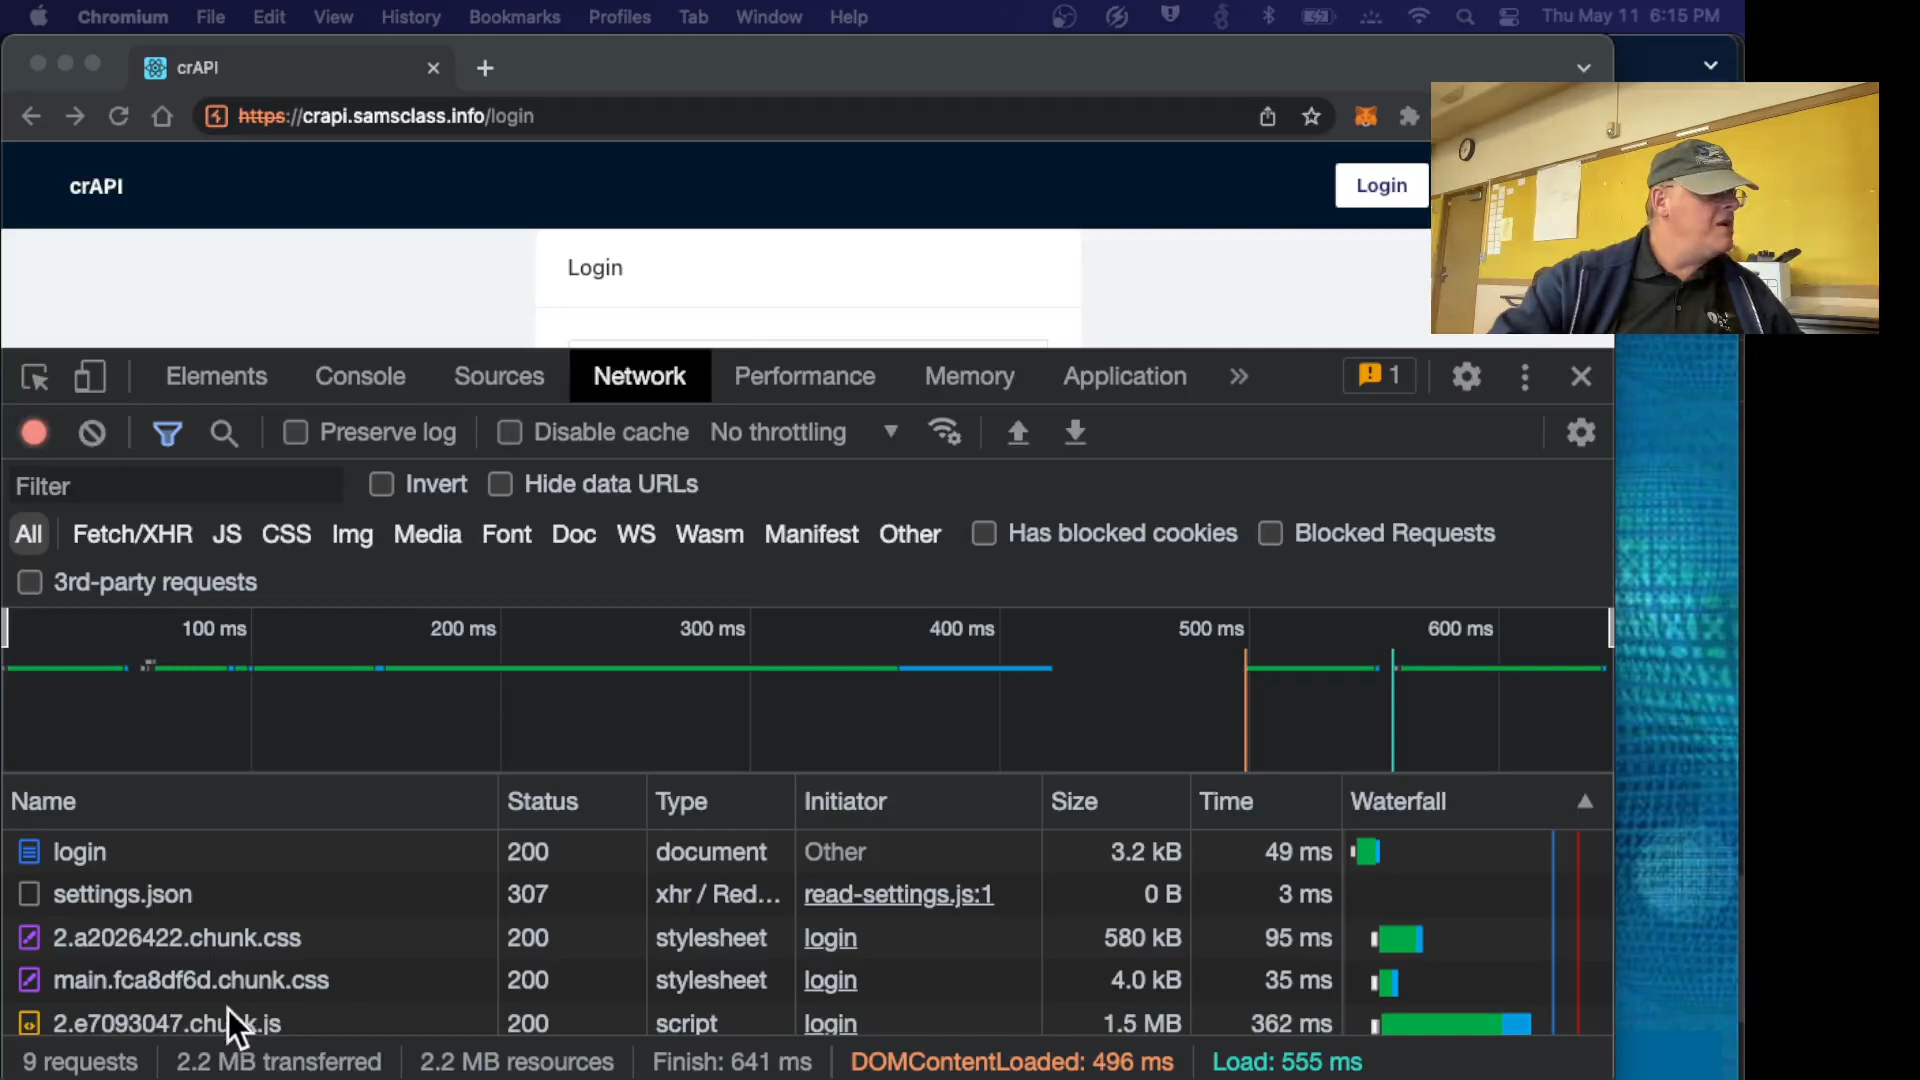 Chromium File Edit View History Bookmarks Profiles Tab Window Help Thu May 11 6:15 PM
crAPI
https://crapi.samsclass.info/login
crAPI Login
Login
Elements Console Sources Network Performance Memory Application » 1
Preserve log Disable cache No throttling
Filter Invert Hide data URLs
All Fetch/XHR JS CSS Img Media Font Doc WS Wasm Manifest Other Has blocked cookies Blocked Requests
3rd-party requests
100 ms 200 ms 300 ms 400 ms 500 ms 600 ms
Name Status Type Initiator Size Time Waterfall
login 200 document Other 3.2 kB 49 ms
settings.json 307 xhr / Red... read-settings.js:1 0 B 3 ms
2.a2026422.chunk.css 200 stylesheet login 580 kB 95 ms
main.fca8df6d.chunk.css 200 stylesheet login 4.0 kB 35 ms
2.e7093047.chunk.js 200 script login 1.5 MB 362 ms
9 requests 2.2 MB transferred 2.2 MB resources Finish: 641 ms DOMContentLoaded: 496 ms Load: 555 ms